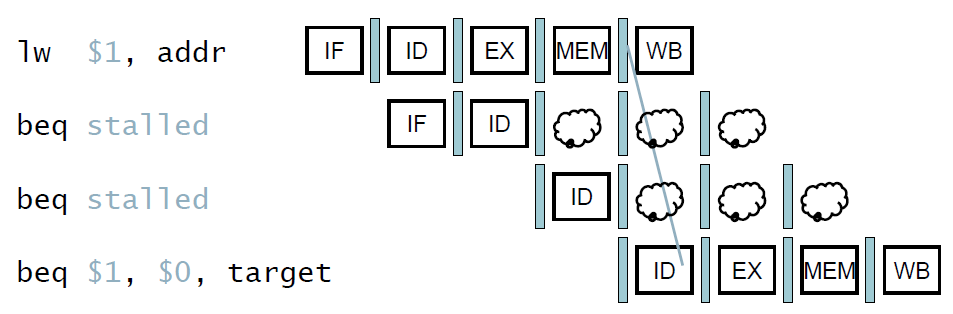 lw $1, addr IF ID EX MEM WB
beq stalled IF ID
beq stalled ID
beq $1, $0, target ID EX MEM WB